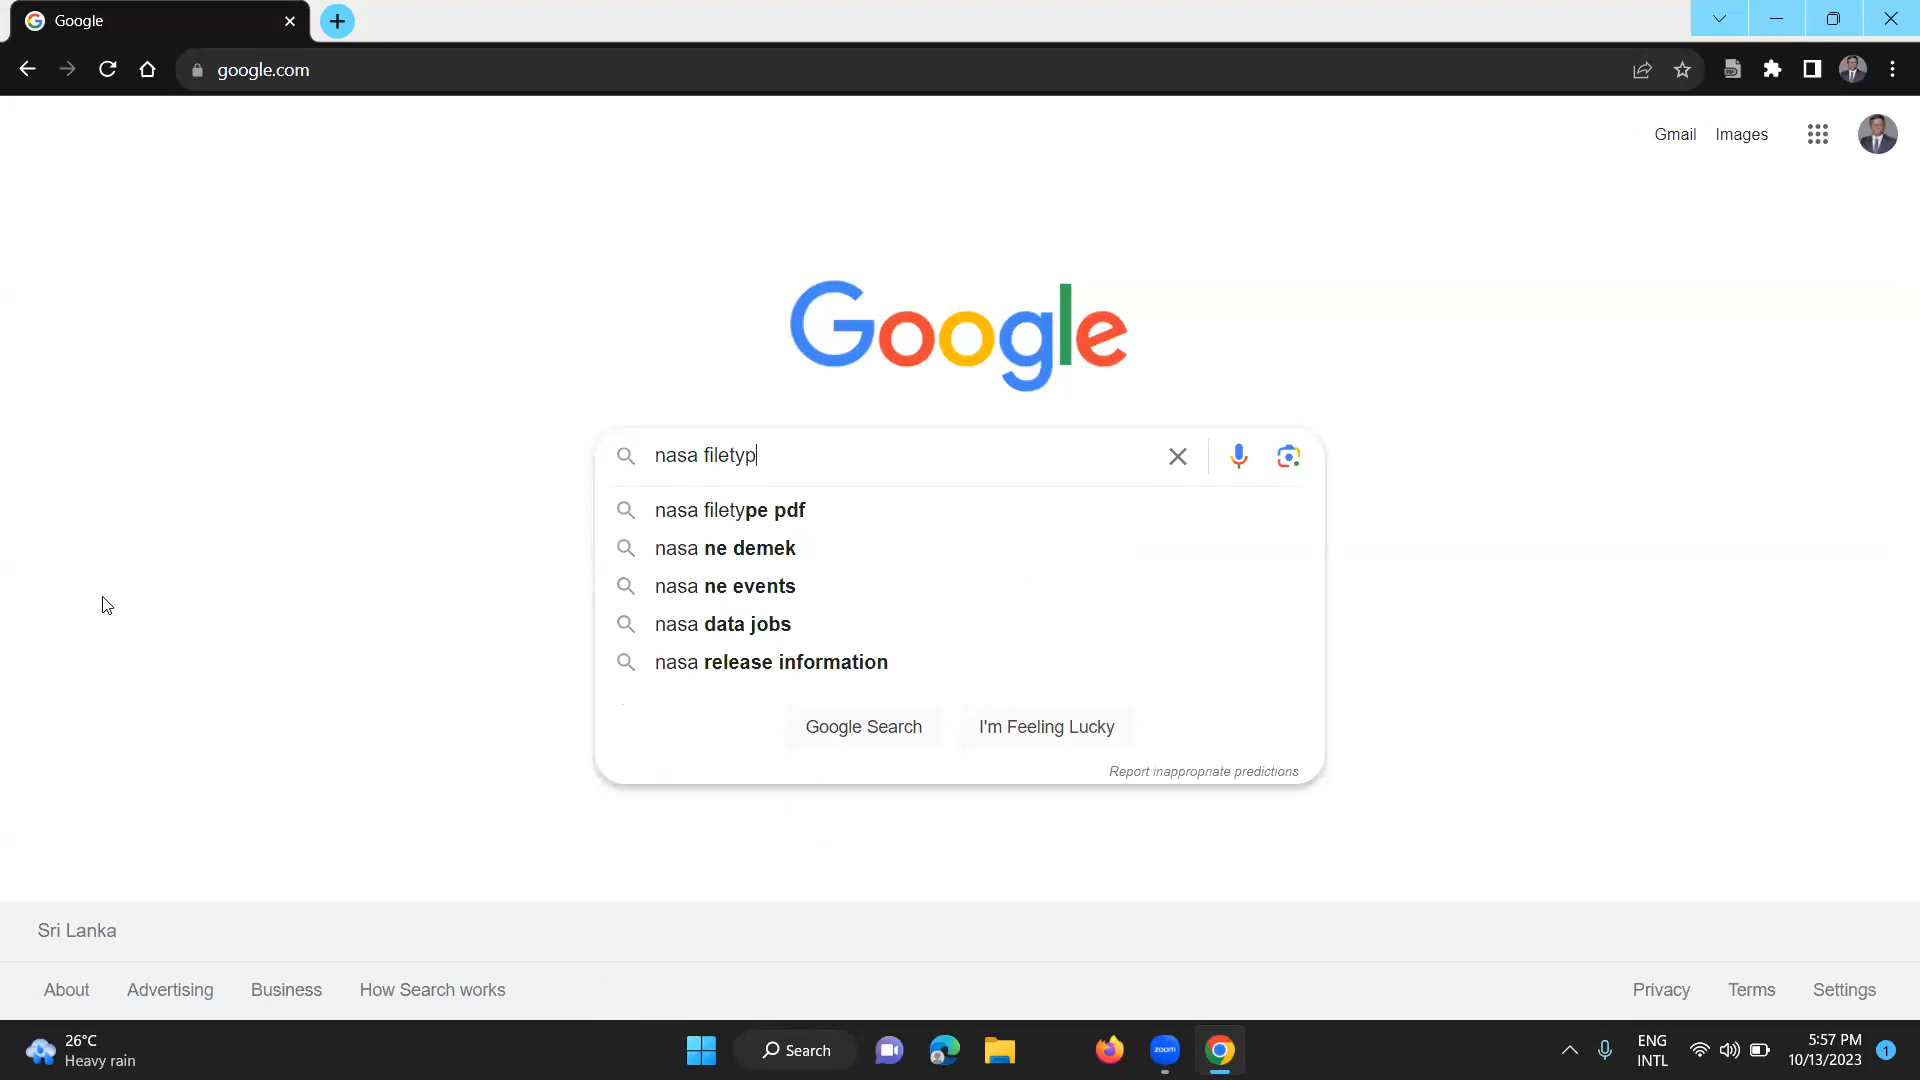 Google
google.com
Gmail Images
Google
nasa filetyp
nasa filetype pdf
nasa ne demek
nasa ne events
nasa data jobs
nasa release information
Google Search I'm Feeling Lucky
Report inappropriate predictions
Sri Lanka
About Advertising Business How Search works Privacy Terms Settings
26°C
Heavy rain
Search
zoom
ENG
INTL
5:57 PM
10/13/2023
1